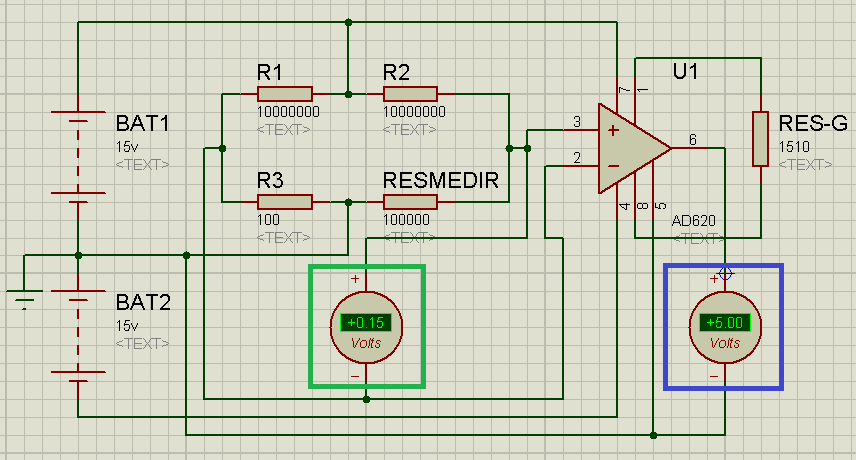 R1
10000000
<TEXT>
R2
10000000
<TEXT>
U1
BAT1
15v
<TEXT>
7
1
3
2
6
4
8
5
RES-G
1510
<TEXT>
R3
100
<TEXT>
RESMEDIR
100000
<TEXT>
AD620
<TEXT>
BAT2
15v
<TEXT>
+
+0.15
Volts
−
+
+5.00
Volts
−